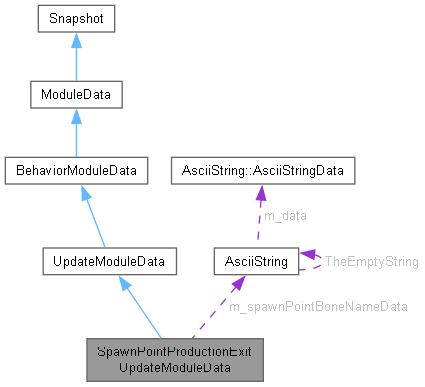 Snapshot
ModuleData
BehaviorModuleData
AsciiString::AsciiStringData
m_data
UpdateModuleData
AsciiString
TheEmptyString
m_spawnPointBoneNameData
SpawnPointProductionExit
UpdateModuleData